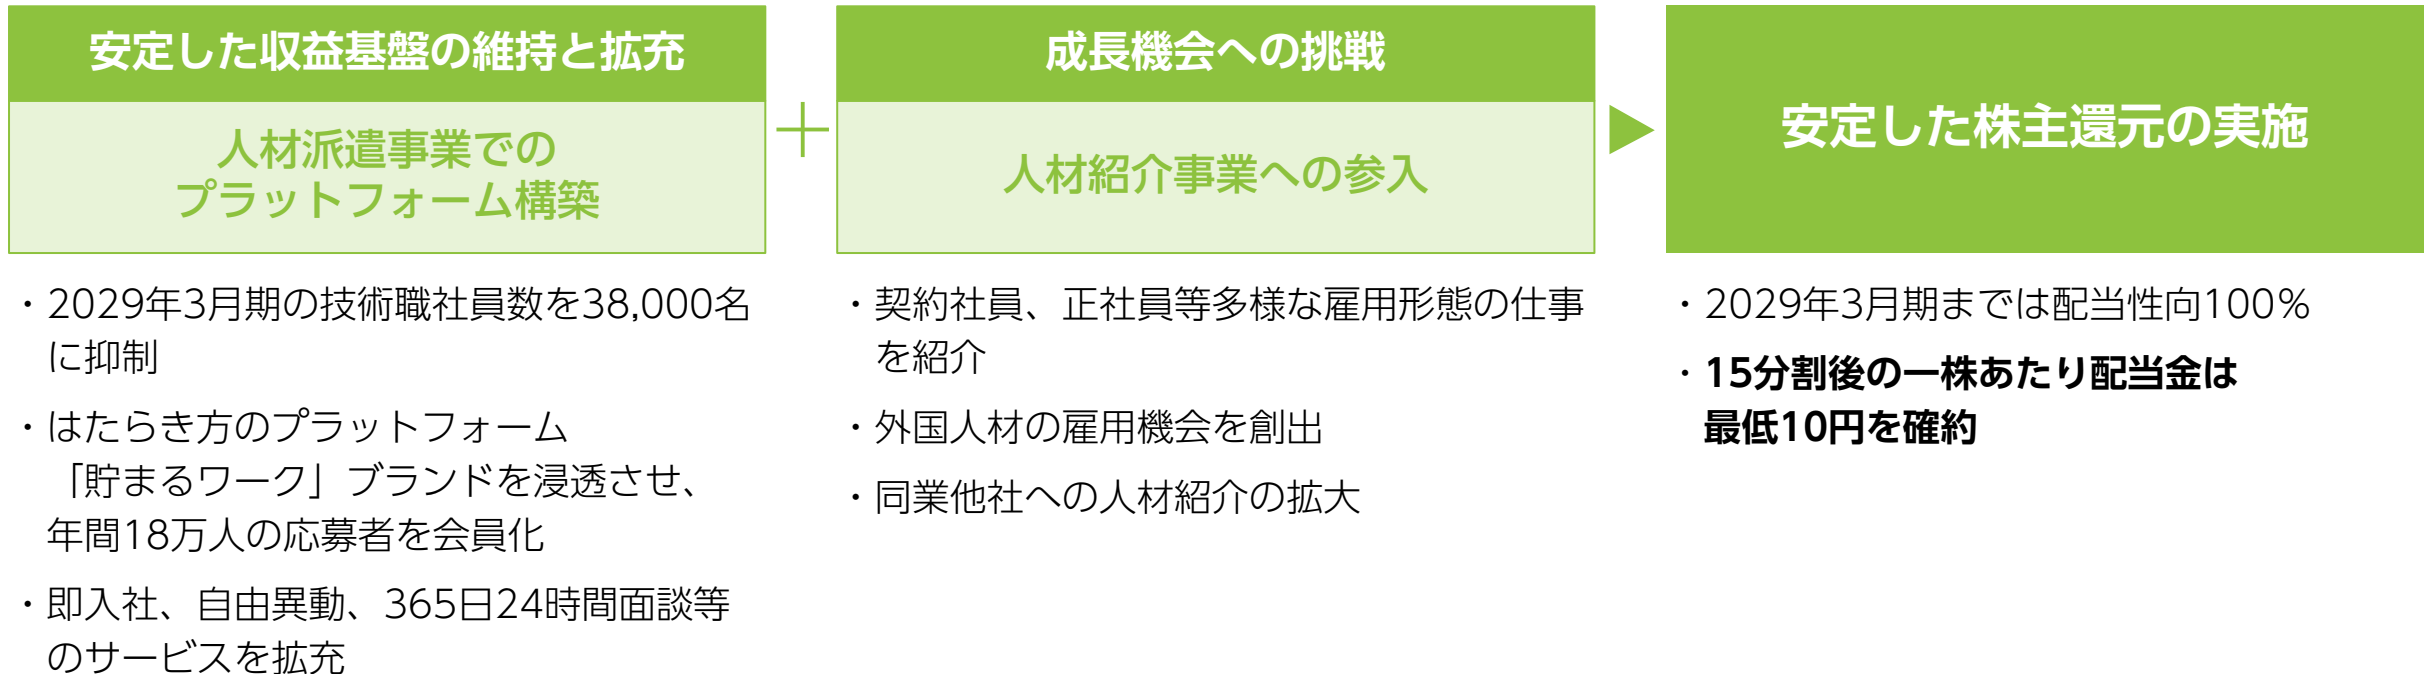 安定した収益基盤の維持と拡充
人材派遣事業での
プラットフォーム構築
・2029年3月期の技術職社員数を38,000名
に抑制
・はたらき方のプラットフォーム
「貯まるワーク」ブランドを浸透させ、
年間18万人の応募者を会員化
・即入社、自由異動、365日24時間面談等
のサービスを拡充
＋
成長機会への挑戦
人材紹介事業への参入
・契約社員、正社員等多様な雇用形態の仕事
を紹介
・外国人材の雇用機会を創出
・同業他社への人材紹介の拡大
安定した株主還元の実施
・2029年3月期までは配当性向100％
・15分割後の一株あたり配当金は
最低10円を確約